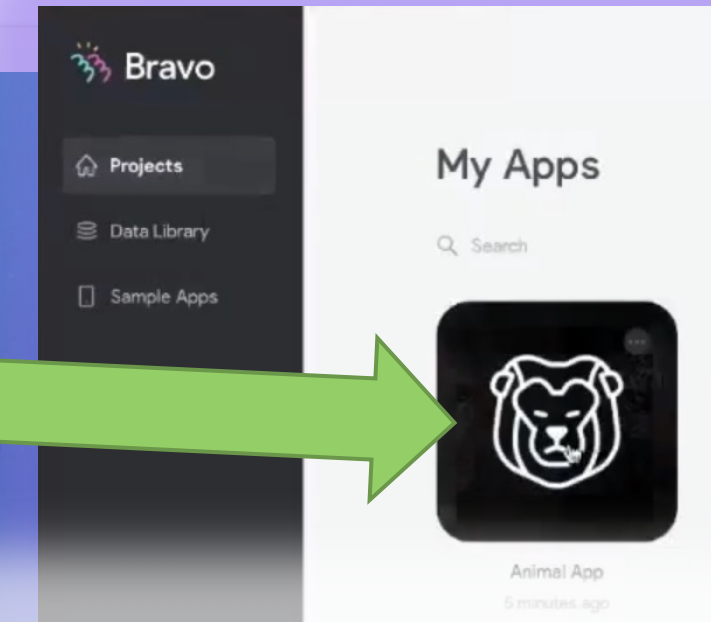 Bravo
Projects
Data Library
Sample Apps
My Apps
Search
Animal App
5 minutes ago